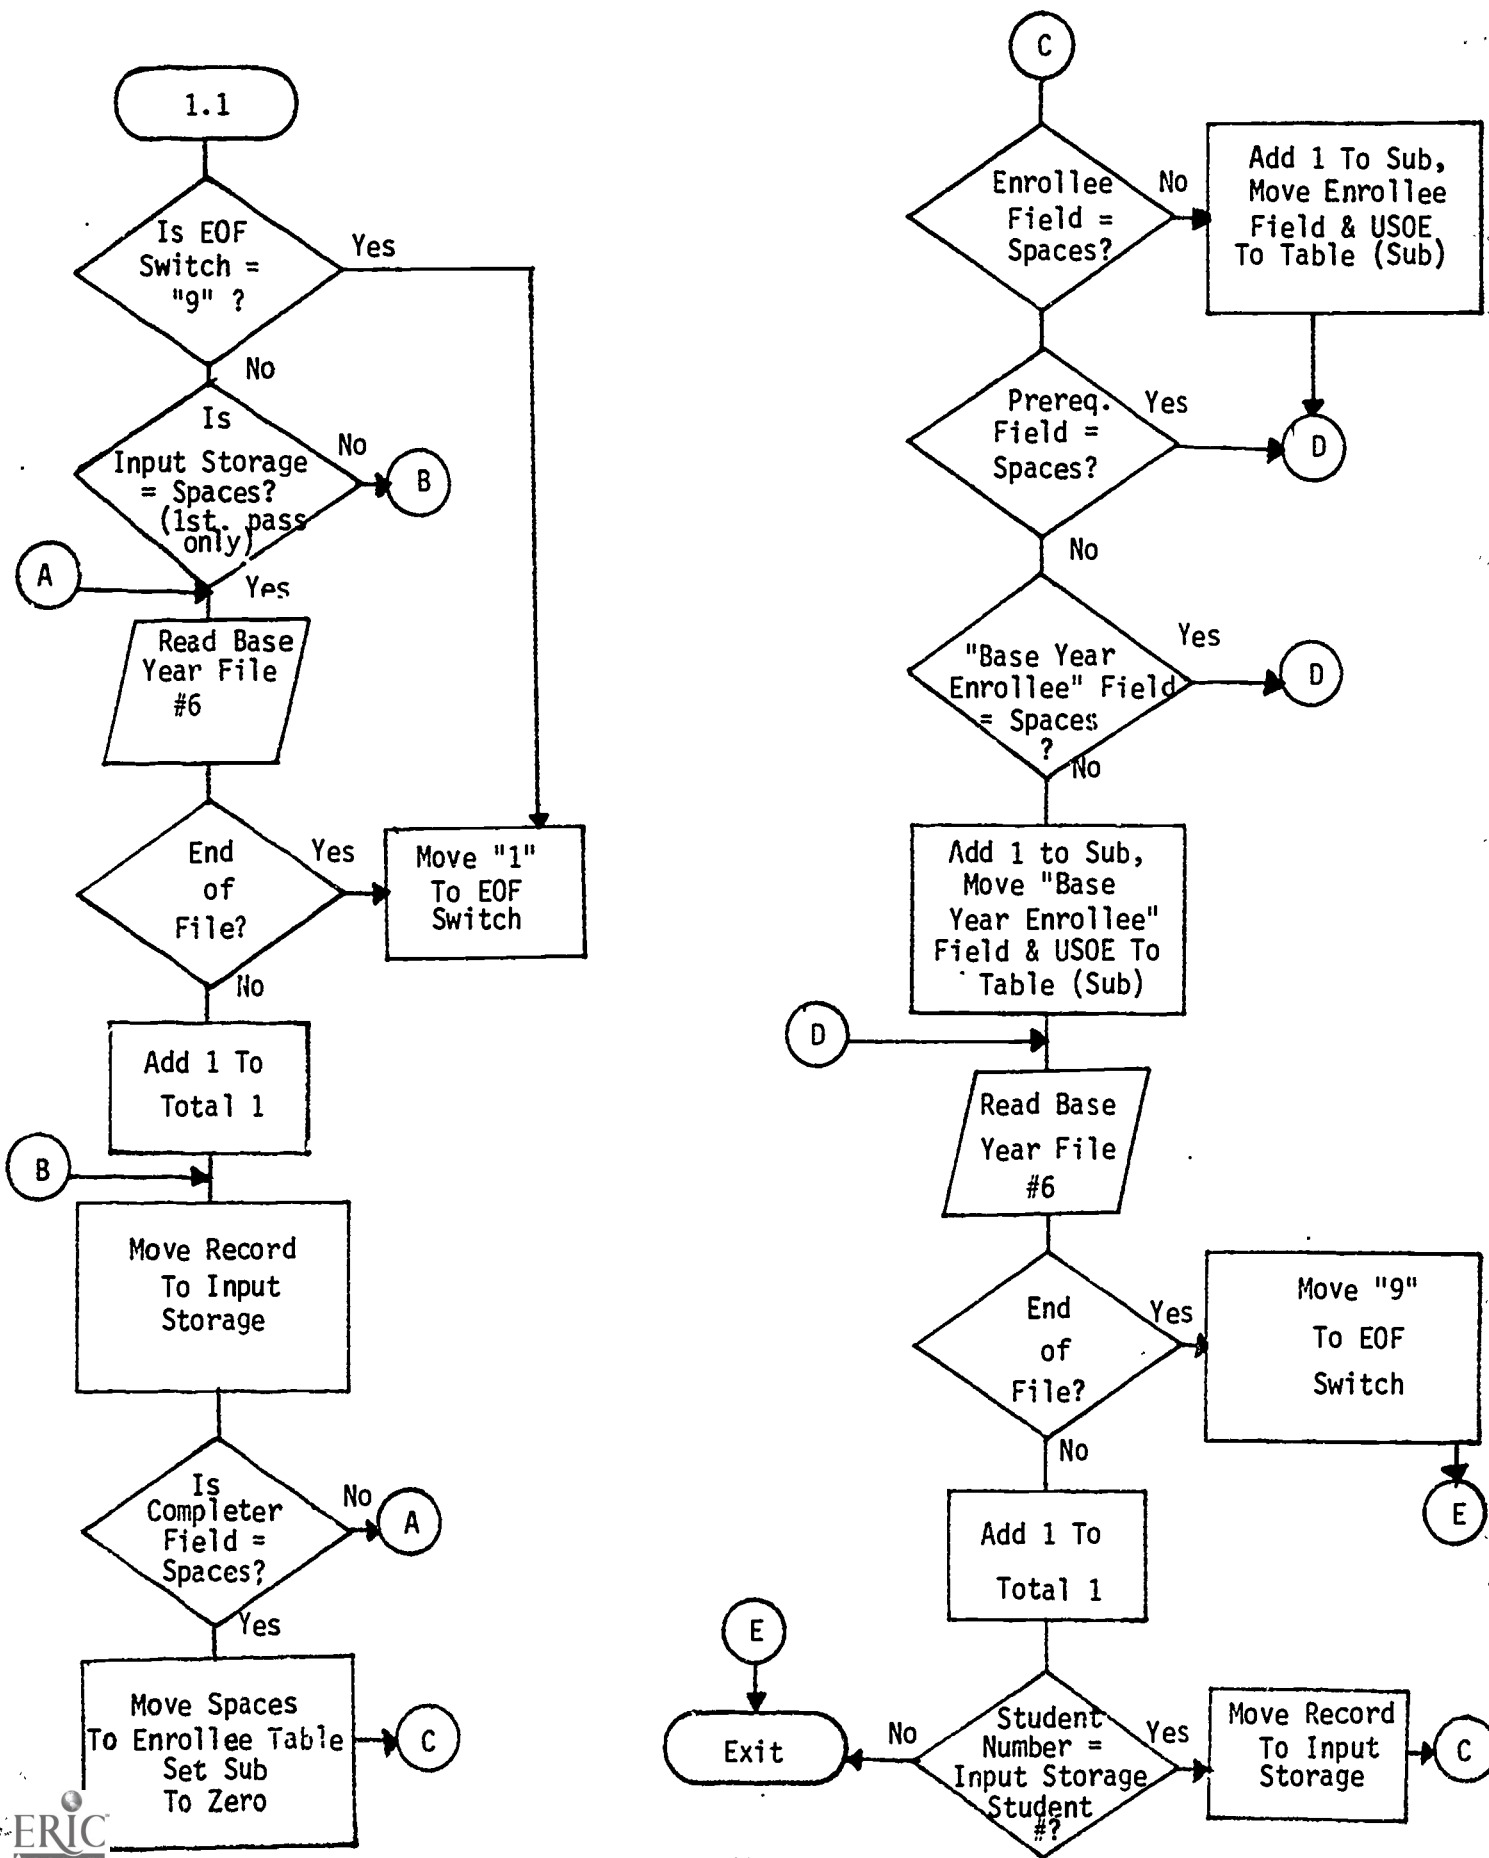 1.1
Is EOF
Switch =
"9" ?
Yes
No
Is
Input Storage
= Spaces?
(1st. pass
only)
No
B
A
Yes
Read Base
Year File
#6
End
of
File?
Yes
Move "1"
To EOF
Switch
No
Add 1 To
Total 1
B
Move Record
To Input
Storage
Is
Completer
Field =
Spaces?
No
A
Yes
Move Spaces
To Enrollee Table
Set Sub
To Zero
C
ERIC
C
Enrollee
Field =
Spaces?
No
Add 1 To Sub,
Move Enrollee
Field & USOE
To Table (Sub)
Prereq.
Field =
Spaces?
Yes
D
No
"Base Year
Enrollee" Field
= Spaces
?
Yes
D
No
Add 1 to Sub,
Move "Base
Year Enrollee"
Field & USOE To
Table (Sub)
D
Read Base
Year File
#6
End
of
File?
Yes
Move "9"
To EOF
Switch
E
No
Add 1 To
Total 1
E
Exit
No
Student
Number =
Input Storage
Student
#?
Yes
Move Record
To Input
Storage
C